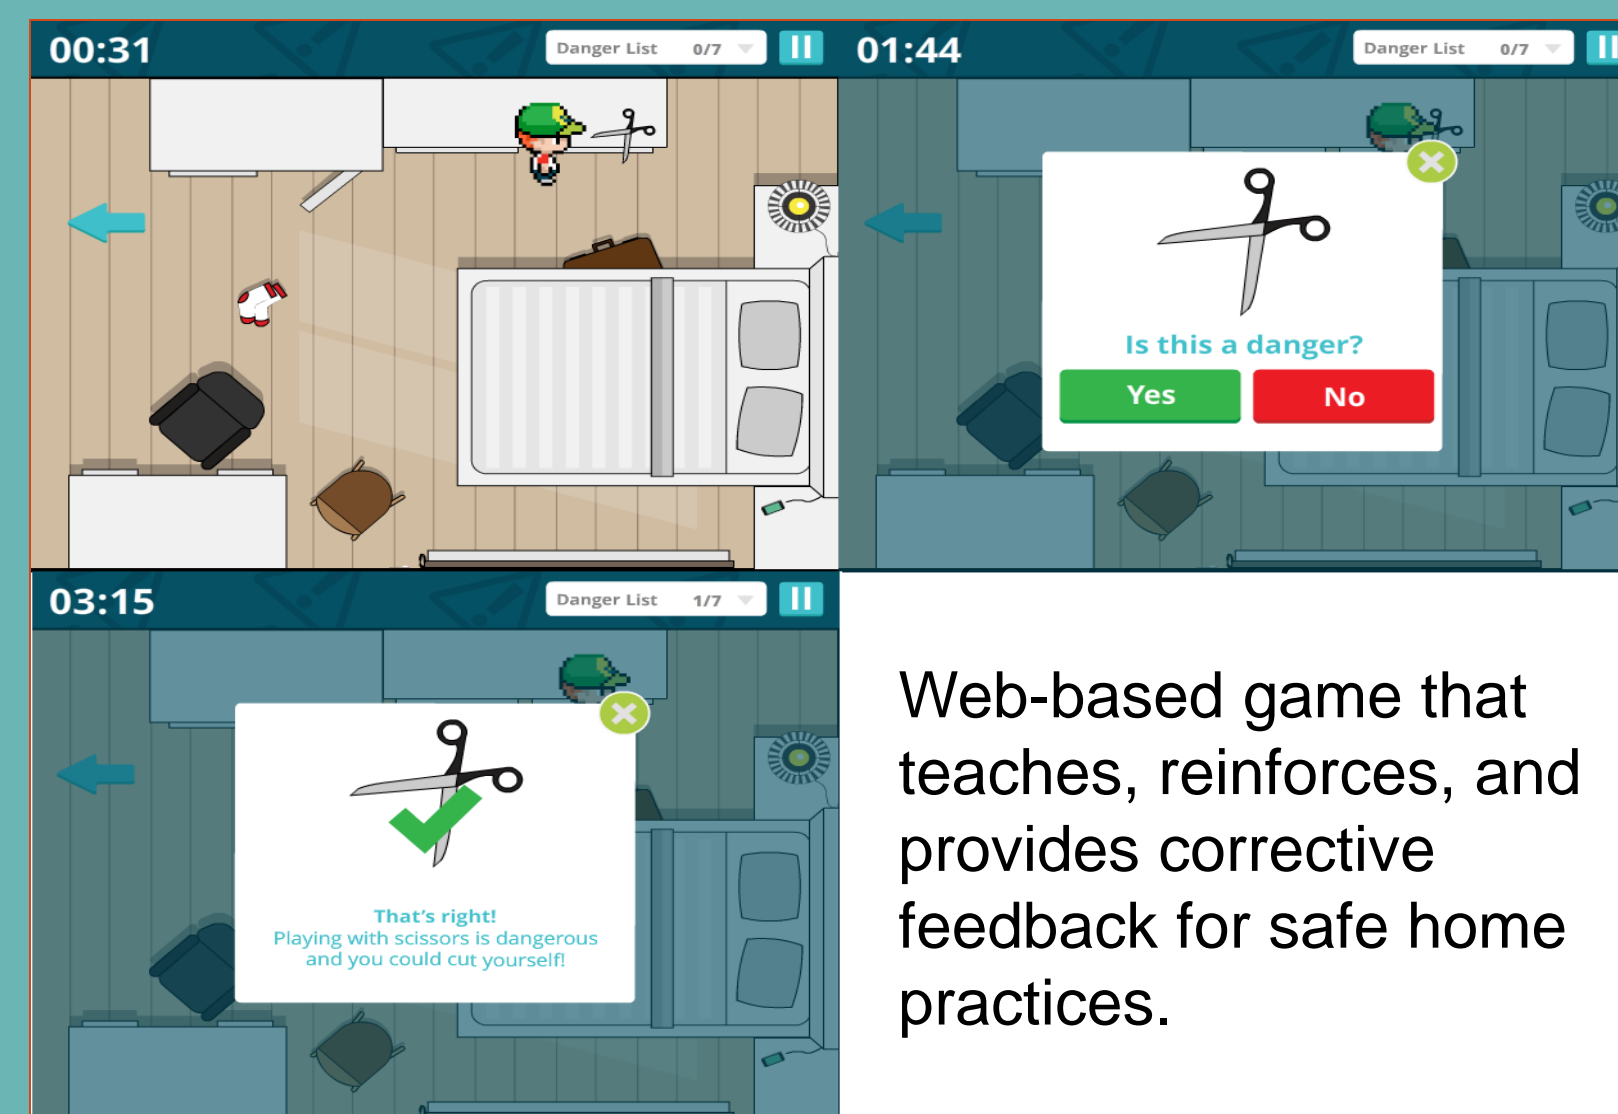 00:31
Danger List 0/7
01:44
Danger List 0/7
Is this a danger?
Yes
No
03:15
Danger List 1/7
That's right!
Playing with scissors is dangerous
and you could cut yourself!
Web-based game that
teaches, reinforces, and
provides corrective
feedback for safe home
practices.